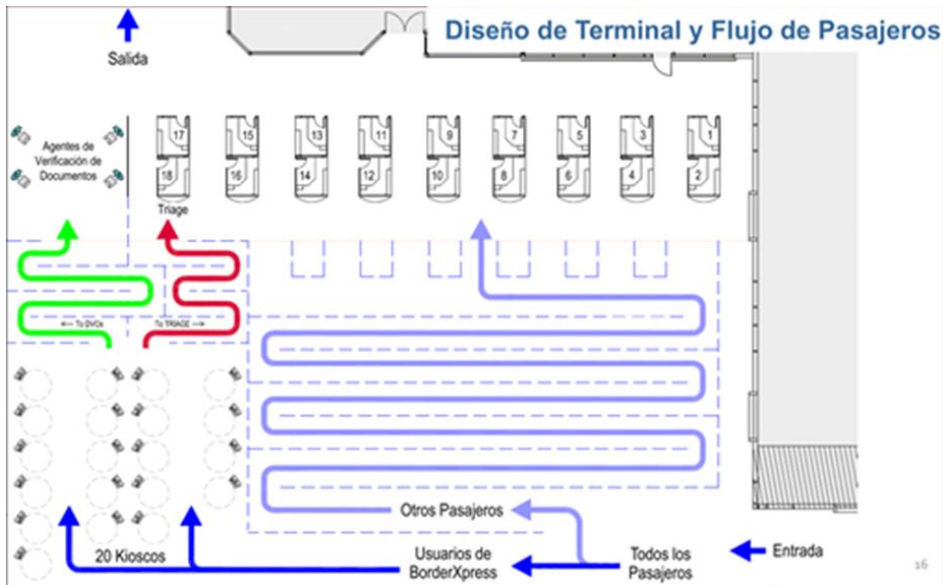 Diseño de Terminal y Flujo de Pasajeros
Salida
Agentes de
Verificación de
Documentos
17
15
13
11
9
7
5
3
1
18
16
14
12
10
8
6
4
2
Triage
<— To DVOs
To TRIAGE —>
Otros Pasajeros
20 Kioscos
Usuarios de
BorderXpress
Todos los
Pasajeros
Entrada
16